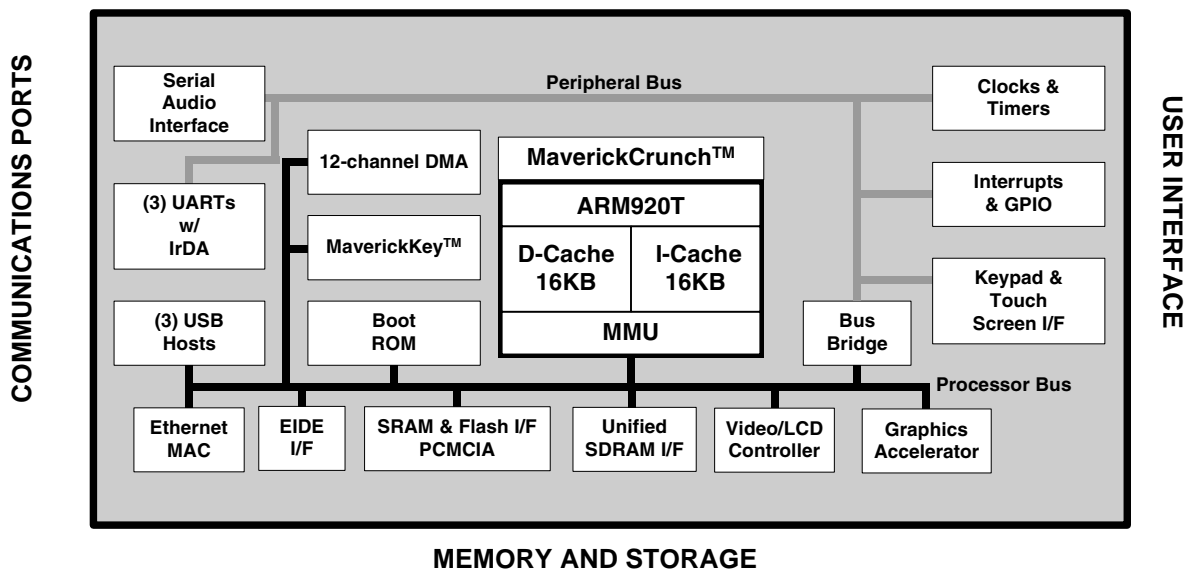 COMMUNICATIONS PORTS
Serial
Audio
Interface
Peripheral Bus
Clocks &
Timers
12-channel DMA
MaverickCrunch™
(3) UARTs
w/
IrDA
ARM920T
Interrupts
& GPIO
MaverickKey™
D-Cache
16KB
I-Cache
16KB
Keypad &
Touch
Screen I/F
(3) USB
Hosts
Boot
ROM
MMU
Bus
Bridge
Processor Bus
Ethernet
MAC
EIDE
I/F
SRAM & Flash I/F
PCMCIA
Unified
SDRAM I/F
Video/LCD
Controller
Graphics
Accelerator
USER INTERFACE
MEMORY AND STORAGE